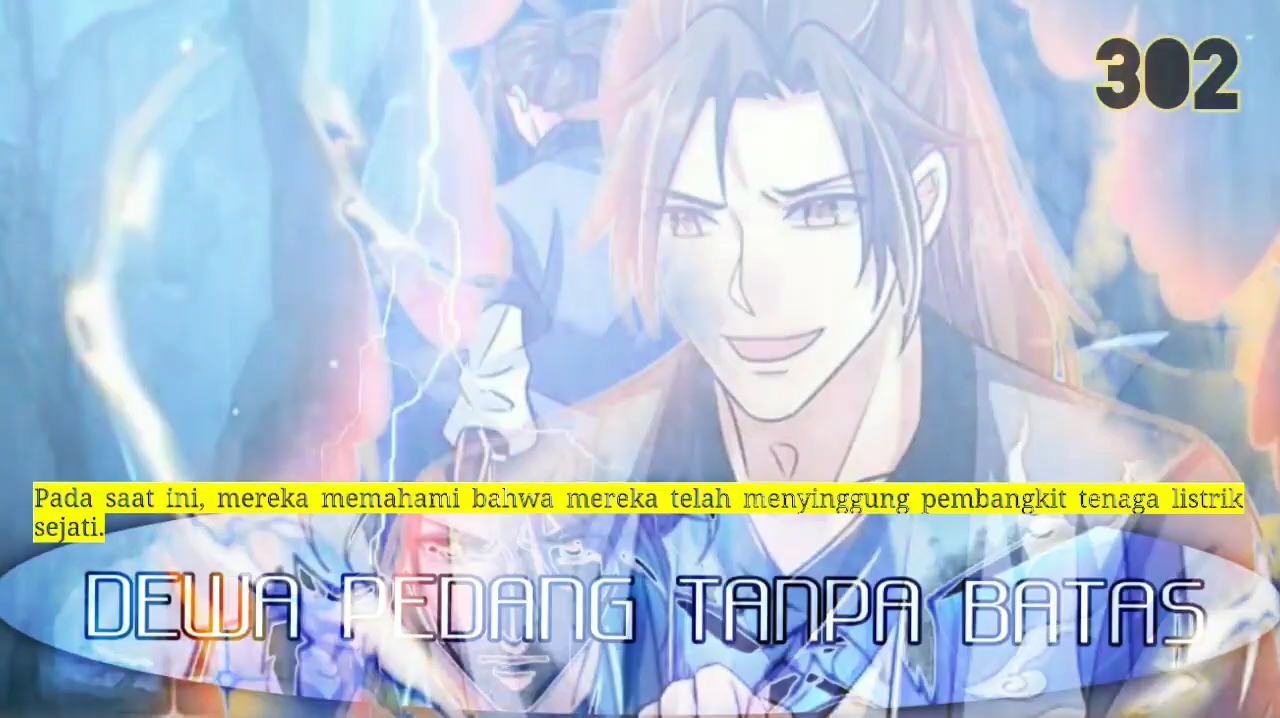 302
Pada saat ini, mereka memahami bahwa mereka telah menyinggung pembangkit tenaga listrik
sejati.
DEWA PEDANG TANPA BATAS